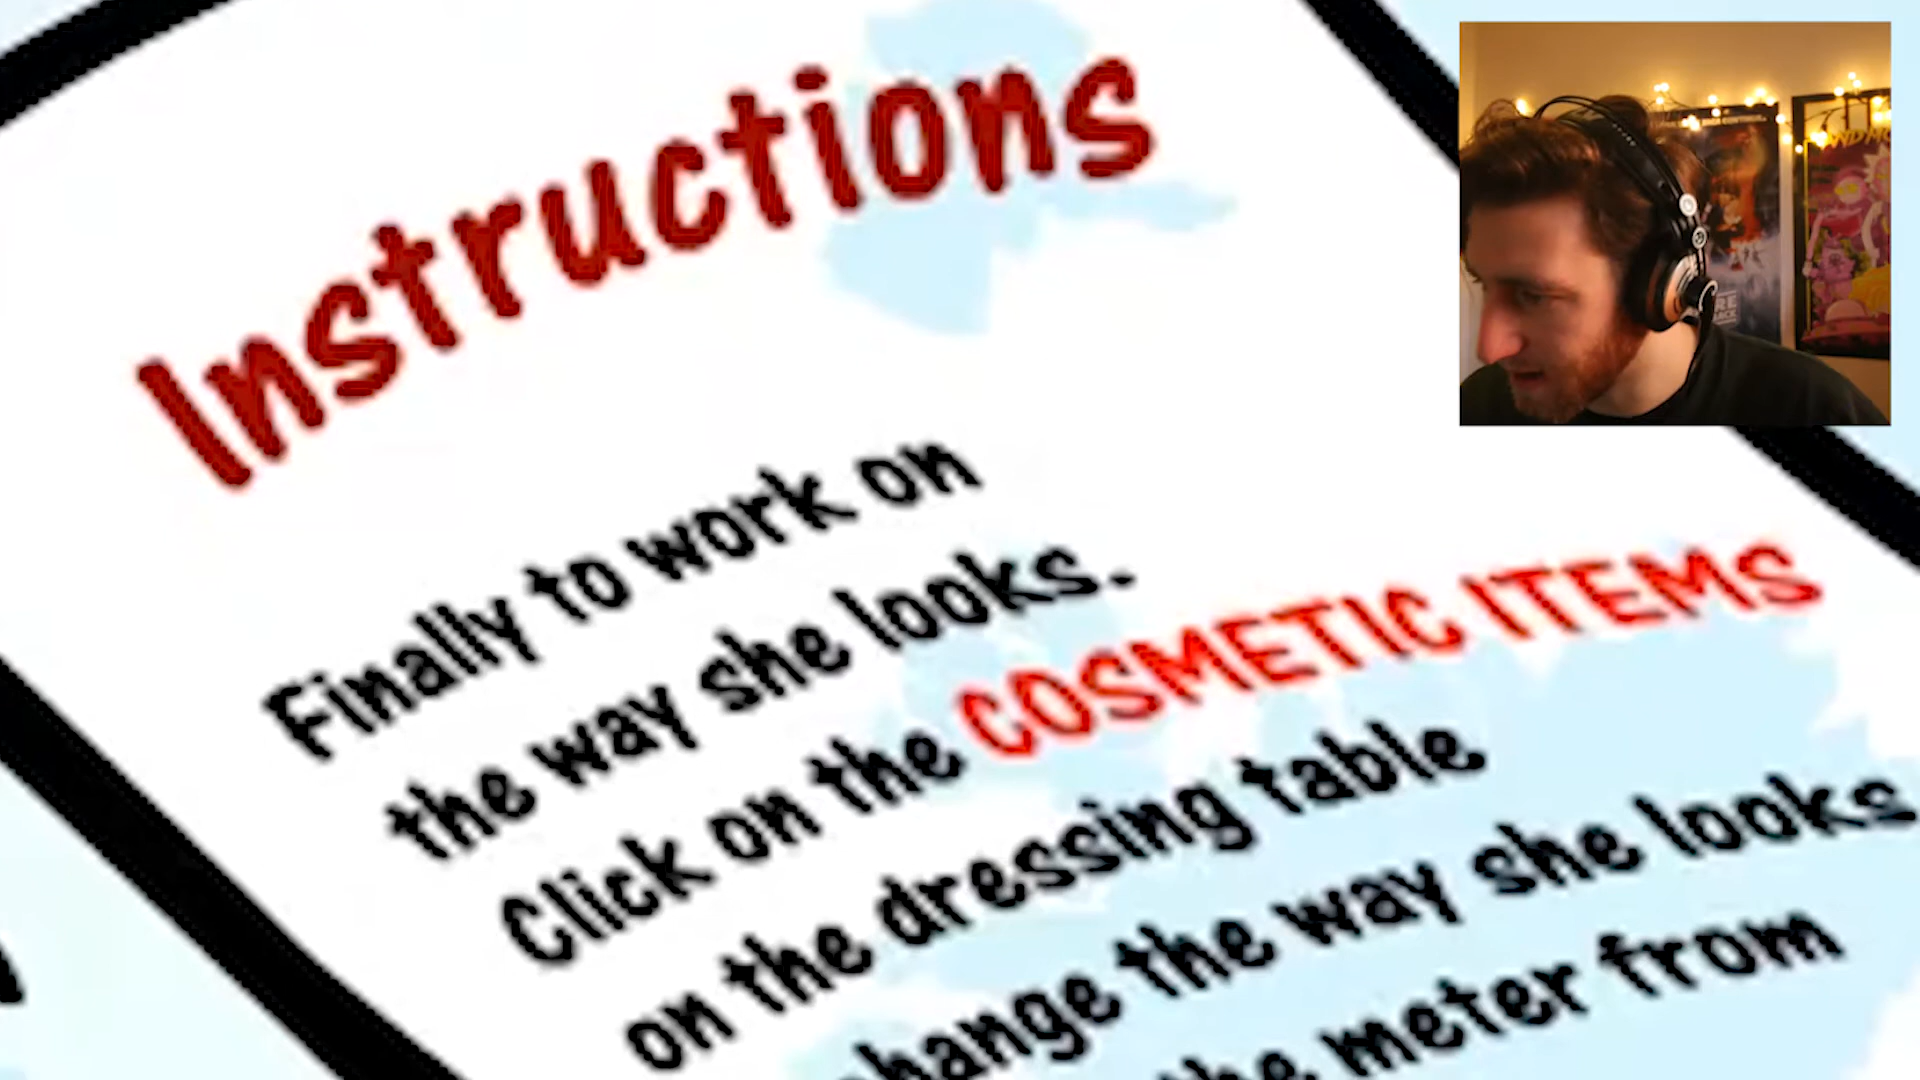 Instructions
Finally to work on
the way she looks.
Click on the COSMETIC ITEMS
on the dressing table
change the way she looks
the meter from